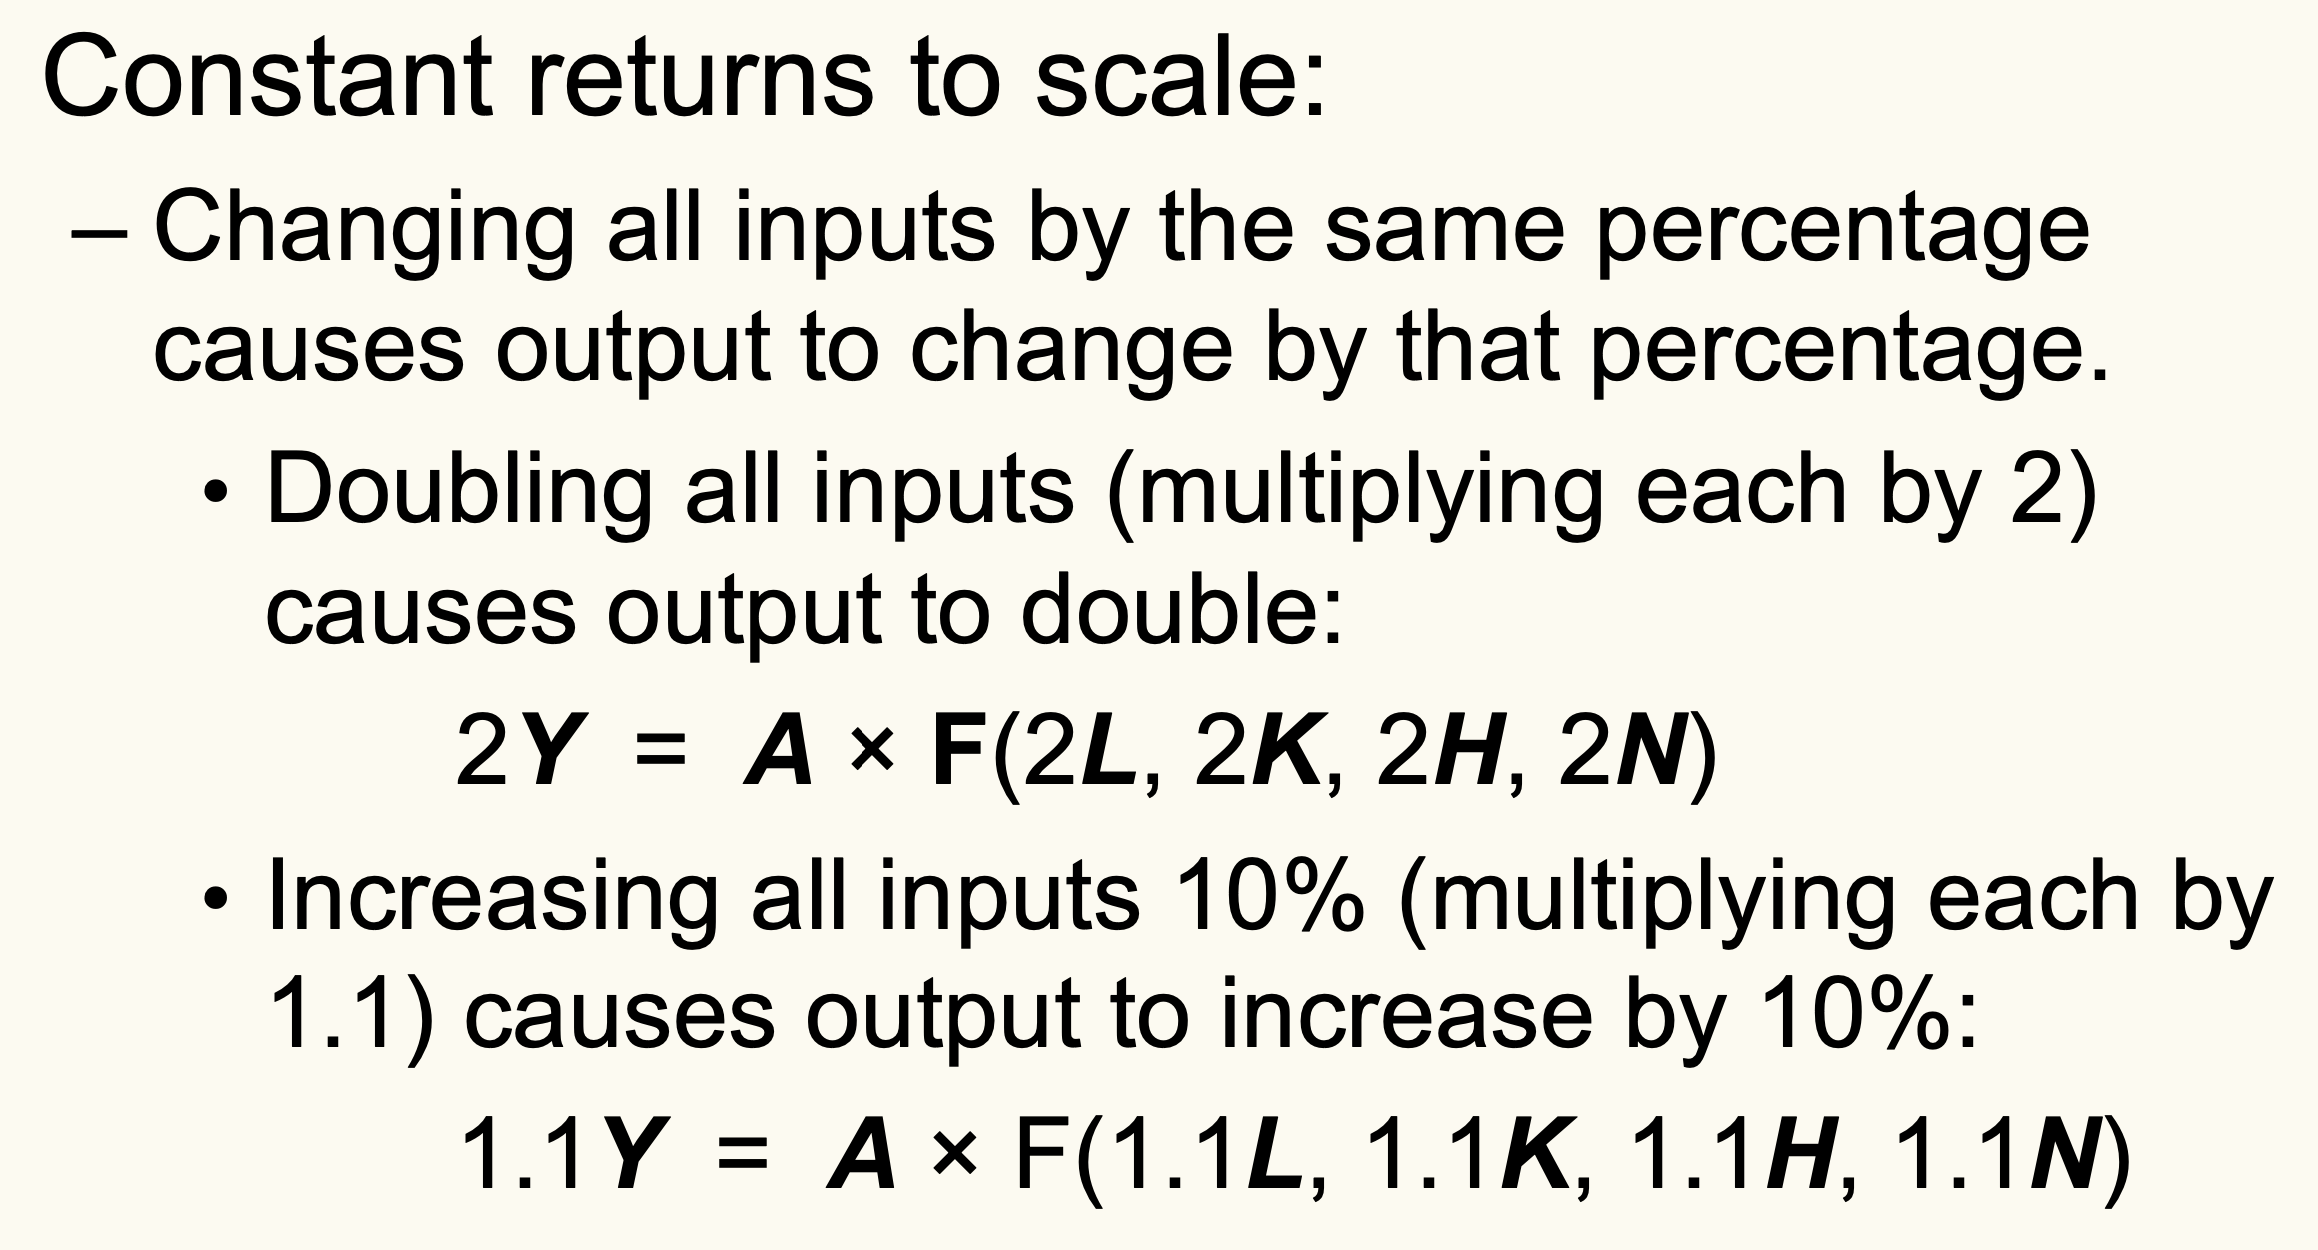 Constant returns to scale:
– Changing all inputs by the same percentage
causes output to change by that percentage.
• Doubling all inputs (multiplying each by 2)
causes output to double:
2Y = A × F(2L, 2K, 2H, 2N)
• Increasing all inputs 10% (multiplying each by
1.1) causes output to increase by 10%:
1.1Y = A × F(1.1L, 1.1K, 1.1H, 1.1N)